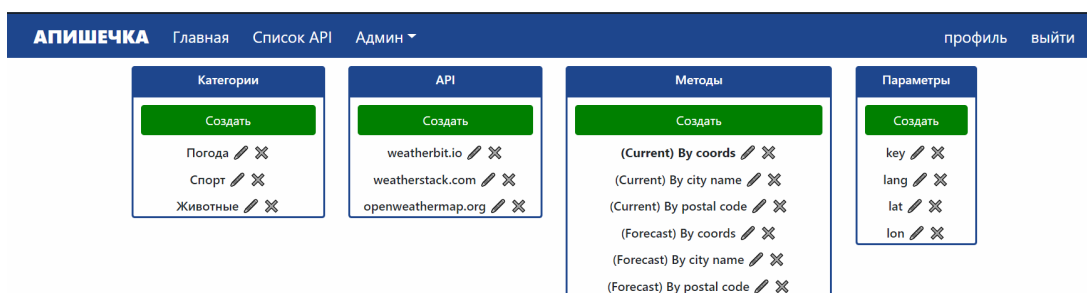 АПИШЕЧКА Главная Список API Админ профиль выйти
Категории
Создать
Погода
Спорт
Животные
API
Создать
weatherbit.io
weatherstack.com
openweathermap.org
Методы
Создать
(Current) By coords
(Current) By city name
(Current) By postal code
(Forecast) By coords
(Forecast) By city name
(Forecast) By postal code
Параметры
Создать
key
lang
lat
lon